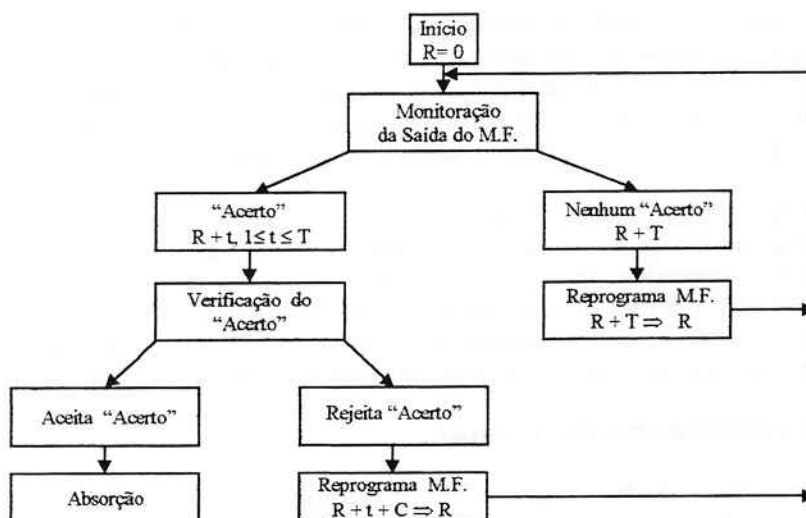 Início
R= 0
Monitoração
da Saída do M.F.
“Acerto”
R + t, 1≤ t ≤ T
Nenhum “Acerto”
R + T
Verificação do
“Acerto”
Reprograma M.F.
R + T ⇒ R
Aceita “Acerto”
Rejeita “Acerto”
Absorção
Reprograma M.F.
R + t + C ⇒ R